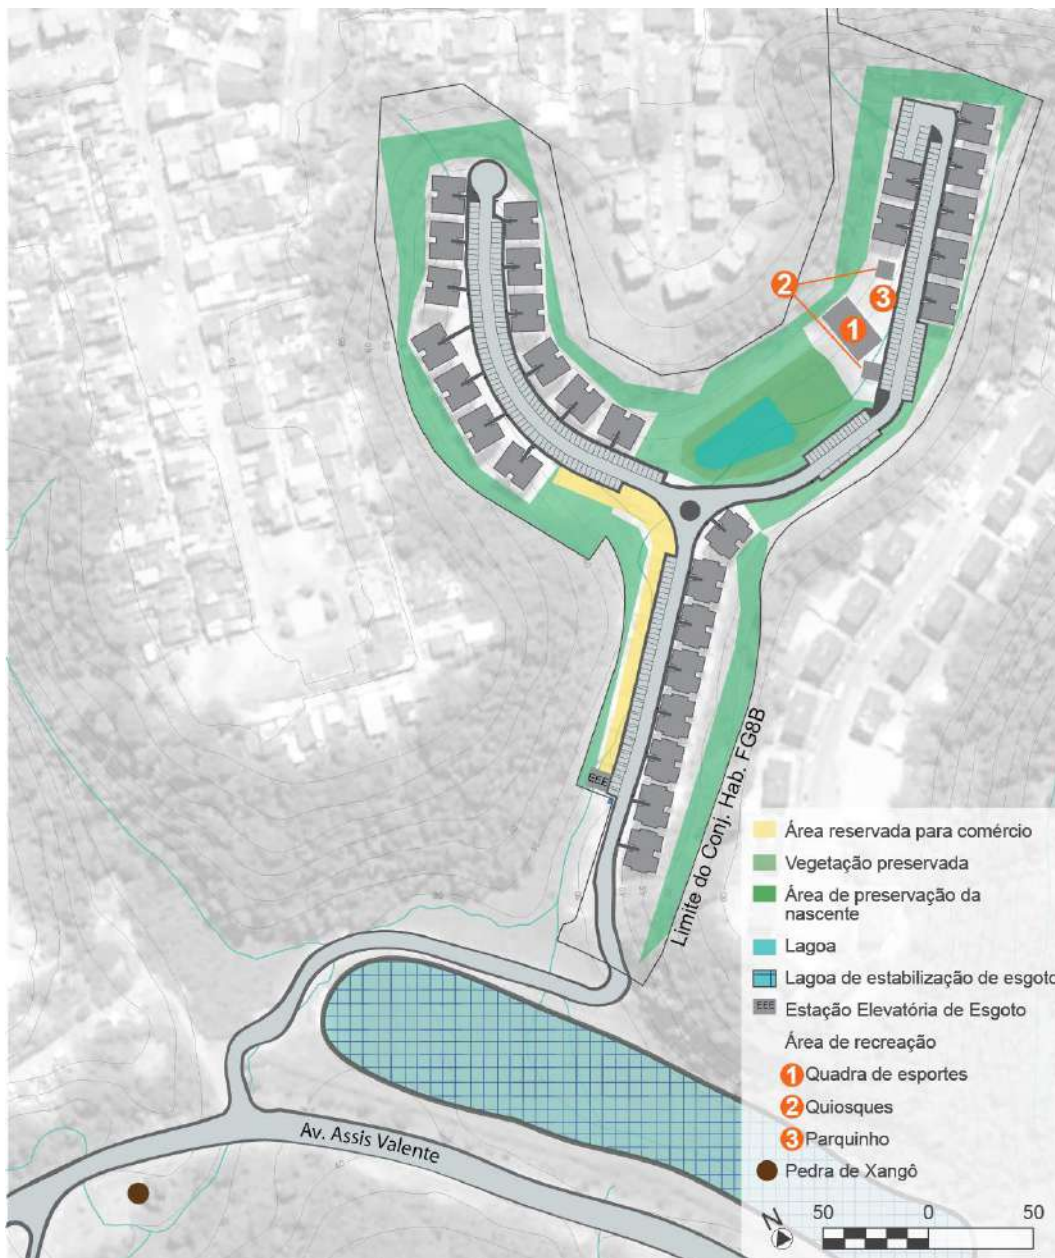 2
3
1
EEE
Limite do Conj. Hab. FG8B
Av. Assis Valente
Área reservada para comércio
Vegetação preservada
Área de preservação da
nascente
Lagoa
Lagoa de estabilização de esgoto
EEE Estação Elevatória de Esgoto
Área de recreação
1 Quadra de esportes
2 Quiosques
3 Parquinho
Pedra de Xangô
N
50 0 50